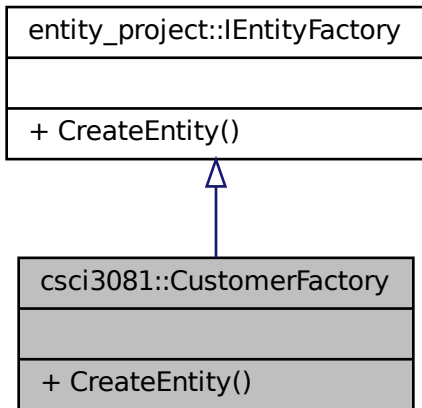 entity_project::IEntityFactory
+ CreateEntity()
csci3081::CustomerFactory
+ CreateEntity()